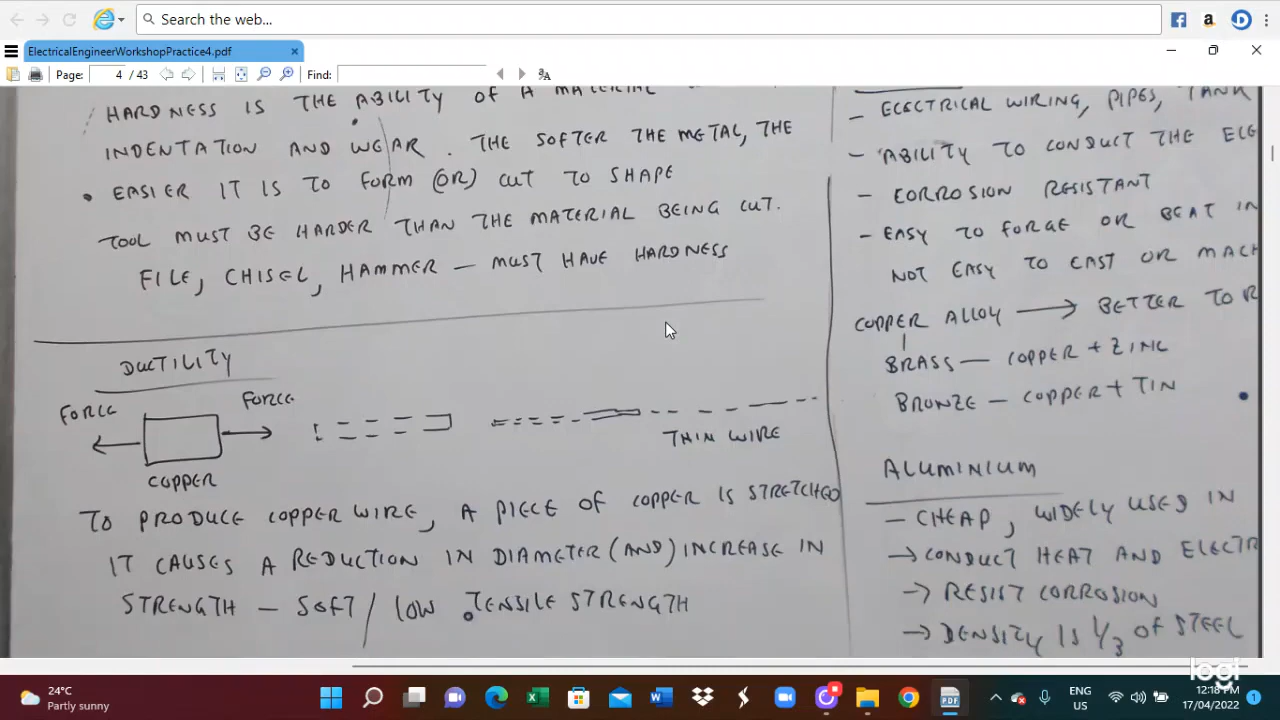 Search the web...
ElectricalEngineerWorkshopPractice4.pdf
Page: 4 / 43 Find:
HARDNESS IS THE ABILITY OF A MATERIAL
INDENTATION AND WEAR. THE SOFTER THE METAL, THE
• EASIER IT IS TO FORM (OR) CUT TO SHAPE
TOOL MUST BE HARDER THAN THE MATERIAL BEING CUT.
FILE, CHISEL, HAMMER — MUST HAVE HARDNESS
DUCTILITY
FORCE FORCE
COPPER
THIN WIRE
TO PRODUCE COPPER WIRE, A PIECE OF COPPER IS STRETCHED
IT CAUSES A REDUCTION IN DIAMETER (AND) INCREASE IN
STRENGTH — SOFT / LOW TENSILE STRENGTH
— ELECTRICAL WIRING, PIPES, TANK
— ABILITY TO CONDUCT THE ELE
— CORROSION RESISTANT
— EASY TO FORGE OR BEAT IN
NOT EASY TO CAST OR MACH
COPPER ALLOY → BETTER TO
BRASS — COPPER + ZINC
BRONZE — COPPER + TIN
ALUMINIUM
— CHEAP, WIDELY USED IN
→ CONDUCT HEAT AND ELECTR
→ RESIST CORROSION
→ DENSITY IS 1/3 OF STEEL
logi
24°C
Partly sunny
ENG
US
12:18 PM
17/04/2022